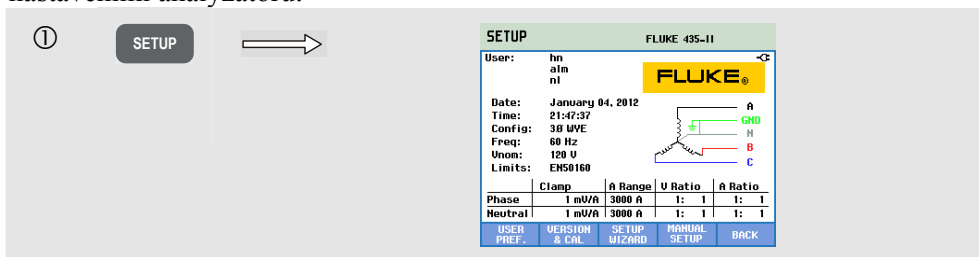 ① SETUP
SETUP FLUKE 435-II
User: hn
alm
nl
FLUKE®
Date: January 04, 2012
Time: 21:47:37
Config: 3Ø WYE
Freq: 60 Hz
Vnom: 120 V
Limits: EN50160
A
GND
N
B
C
Clamp A Range V Ratio A Ratio
Phase 1 mV/A 3000 A 1: 1 1: 1
Neutral 1 mV/A 3000 A 1: 1 1: 1
USER PREF. VERSION & CAL SETUP WIZARD MANUAL SETUP BACK